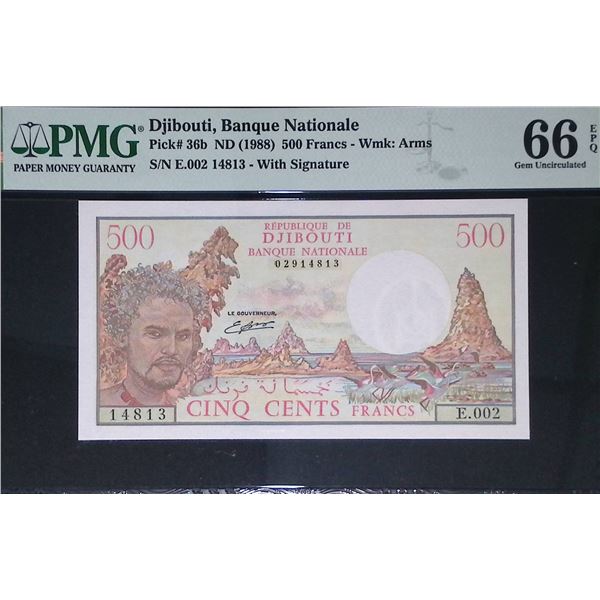 PMG®
PAPER MONEY GUARANTY
Djibouti, Banque Nationale
Pick# 36b ND (1988) 500 Francs - Wmk: Arms
S/N E.002 14813 - With Signature
66 EPQ
Gem Uncirculated
500
RÉPUBLIQUE DE
DJIBOUTI
BANQUE NATIONALE
02914813
500
LE GOUVERNEUR,
خمسمائة فرنك
14813
CINQ CENTS FRANCS
E.002